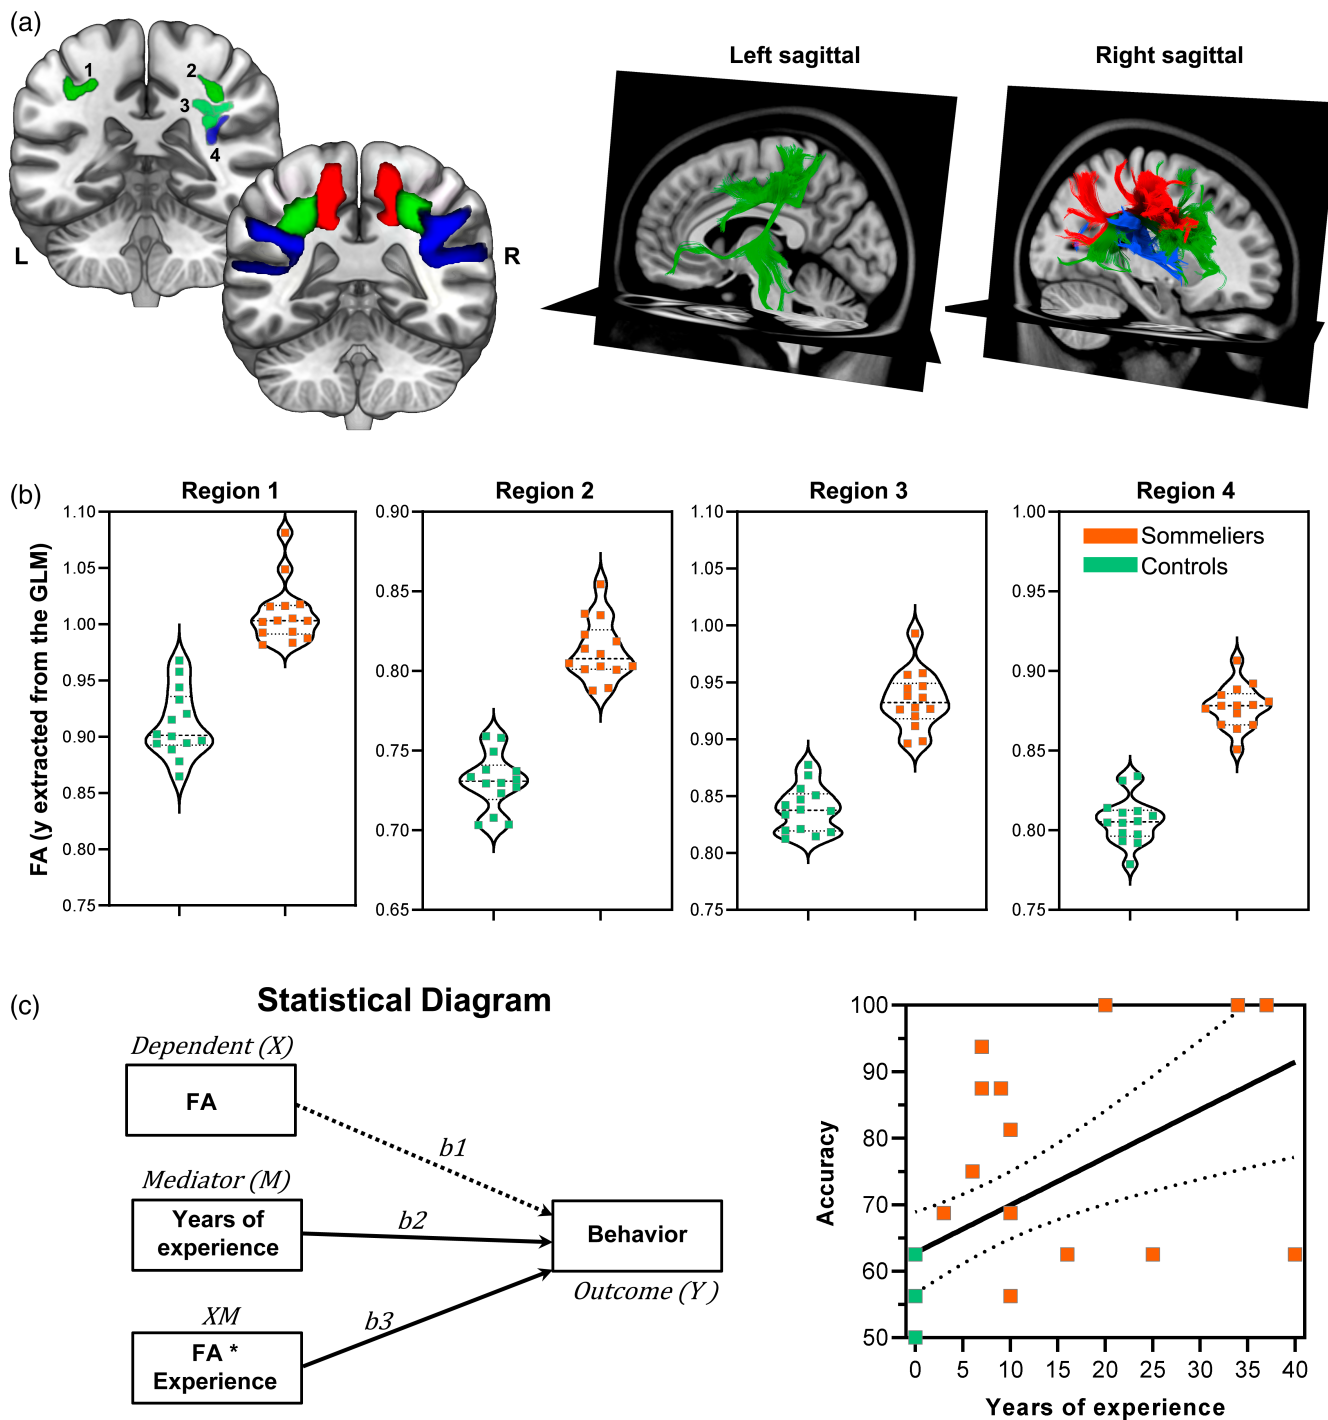 (a)
Left sagittal
Right sagittal
1
2
3
4
L
R
(b)
Region 1
Region 2
Region 3
Region 4
FA (y extracted from the GLM)
1.10
1.05
1.00
0.95
0.90
0.85
0.80
0.75
0.90
0.85
0.80
0.75
0.70
0.65
1.10
1.05
1.00
0.95
0.90
0.85
0.80
0.75
1.00
0.95
0.90
0.85
0.80
0.75
Sommeliers
Controls
(c)
Statistical Diagram
Dependent (X)
FA
b1
Mediator (M)
Years of
experience
b2
Behavior
Outcome (Y)
XM
FA *
Experience
b3
Accuracy
100
90
80
70
60
50
0 5 10 15 20 25 30 35 40
Years of experience